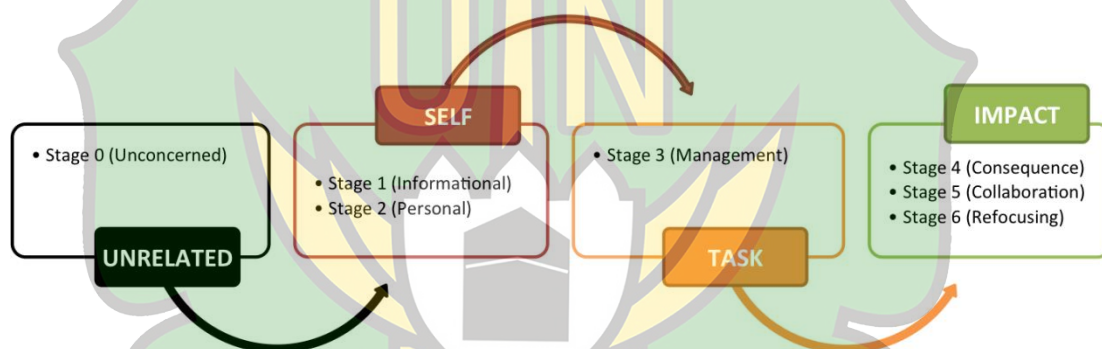 UIN
• Stage 0 (Unconcerned)
UNRELATED
SELF
• Stage 1 (Informational)
• Stage 2 (Personal)
• Stage 3 (Management)
TASK
IMPACT
• Stage 4 (Consequence)
• Stage 5 (Collaboration)
• Stage 6 (Refocusing)